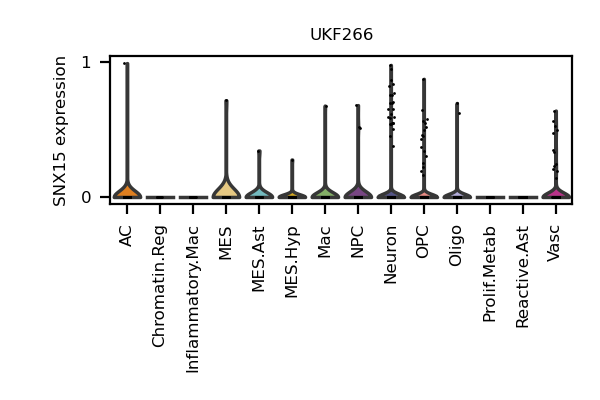 UKF266
SNX15 expression
1
0
AC
Chromatin.Reg
Inflammatory.Mac
MES
MES.Ast
MES.Hyp
Mac
NPC
Neuron
OPC
Oligo
Prolif.Metab
Reactive.Ast
Vasc